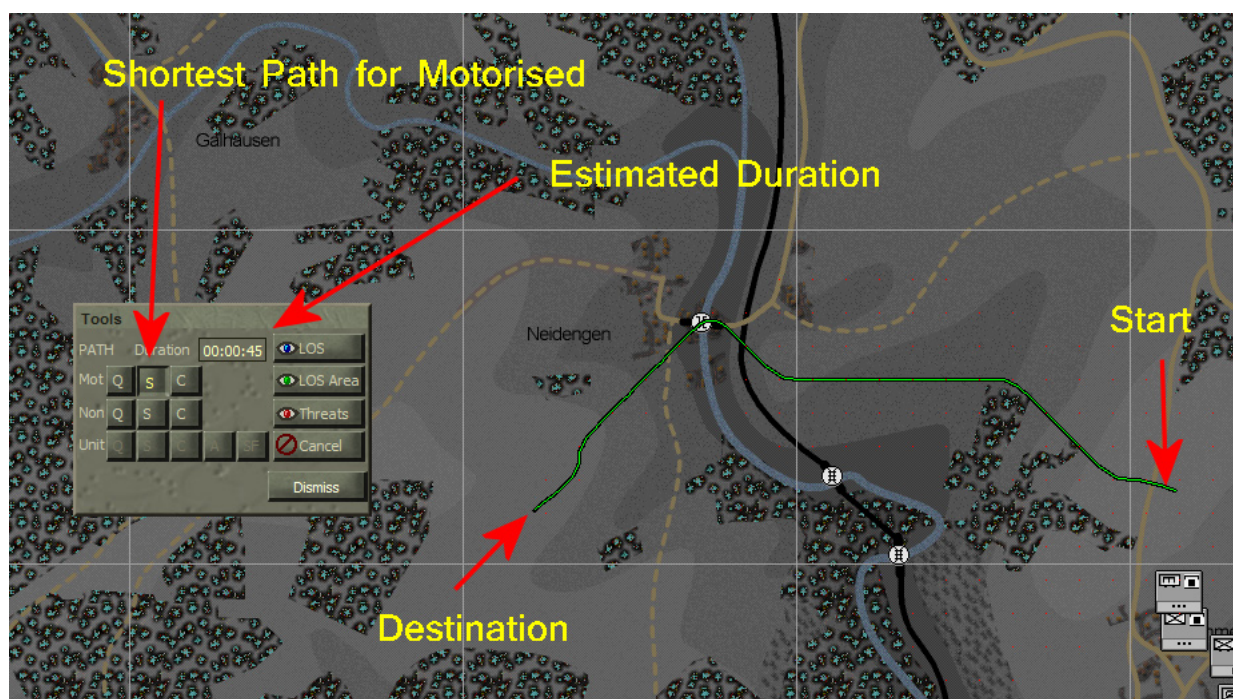 Shortest Path for Motorised
Galhausen
Estimated Duration
Start
Neidengen
Tools
PATH Duration 00:00:45 LOS
Mot Q S C LOS Area
Non Q S C Threats
Unit Q S C A SF Cancel
Dismiss
Destination